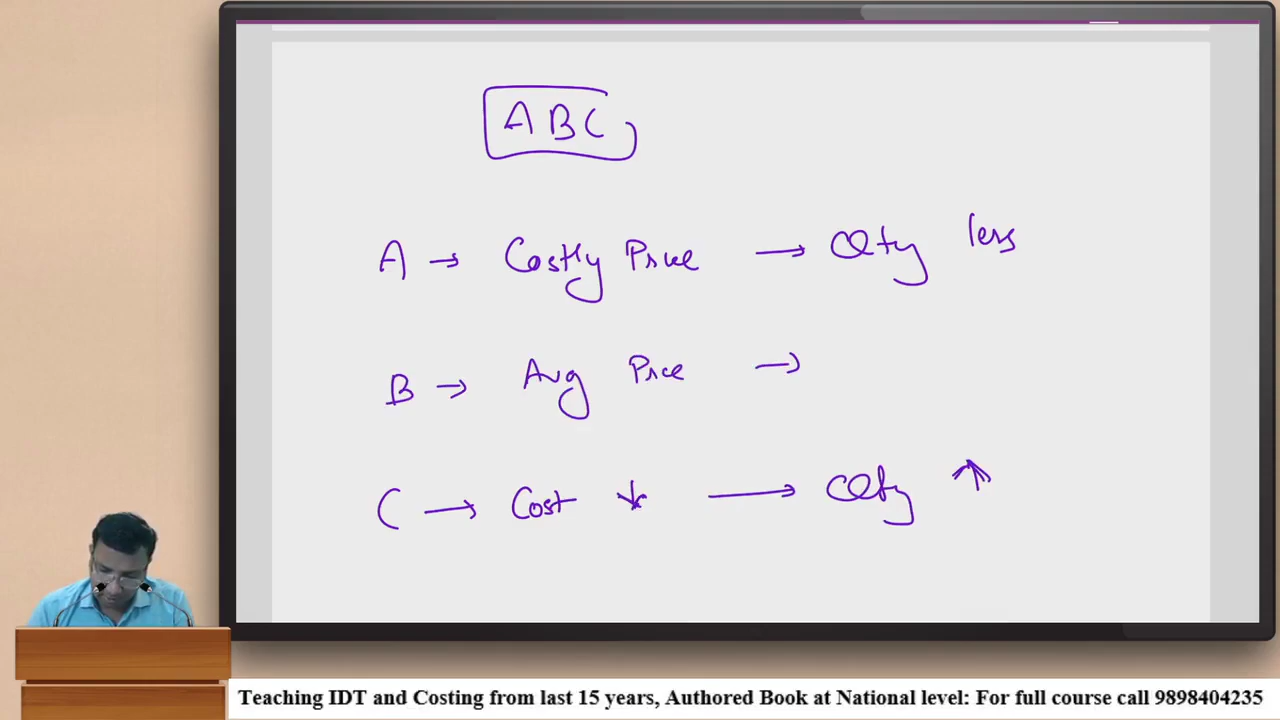 ABC
A → Costly Price → Qty less
B → Avg Price →
C → Cost ↓ → Qty ↑
Teaching IDT and Costing from last 15 years, Authored Book at National level: For full course call 9898404235